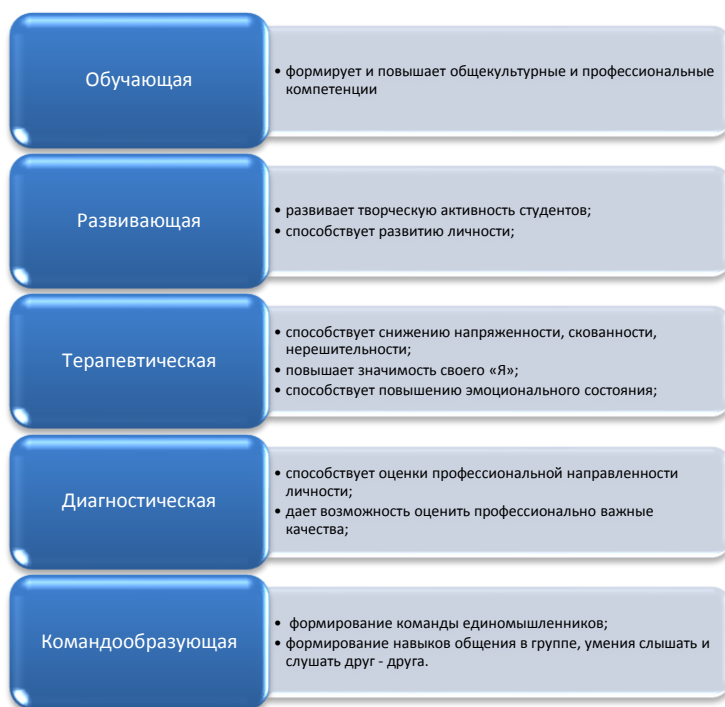 Обучающая
• формирует и повышает общекультурные и профессиональные
компетенции
Развивающая
• развивает творческую активность студентов;
• способствует развитию личности;
Терапевтическая
• способствует снижению напряженности, скованности,
нерешительности;
• повышает значимость своего «Я»;
• способствует повышению эмоционального состояния;
Диагностическая
• способствует оценки профессиональной направленности
личности;
• дает возможность оценить профессионально важные
качества;
Командообразующая
• формирование команды единомышленников;
• формирование навыков общения в группе, умения слышать и
слушать друг - друга.